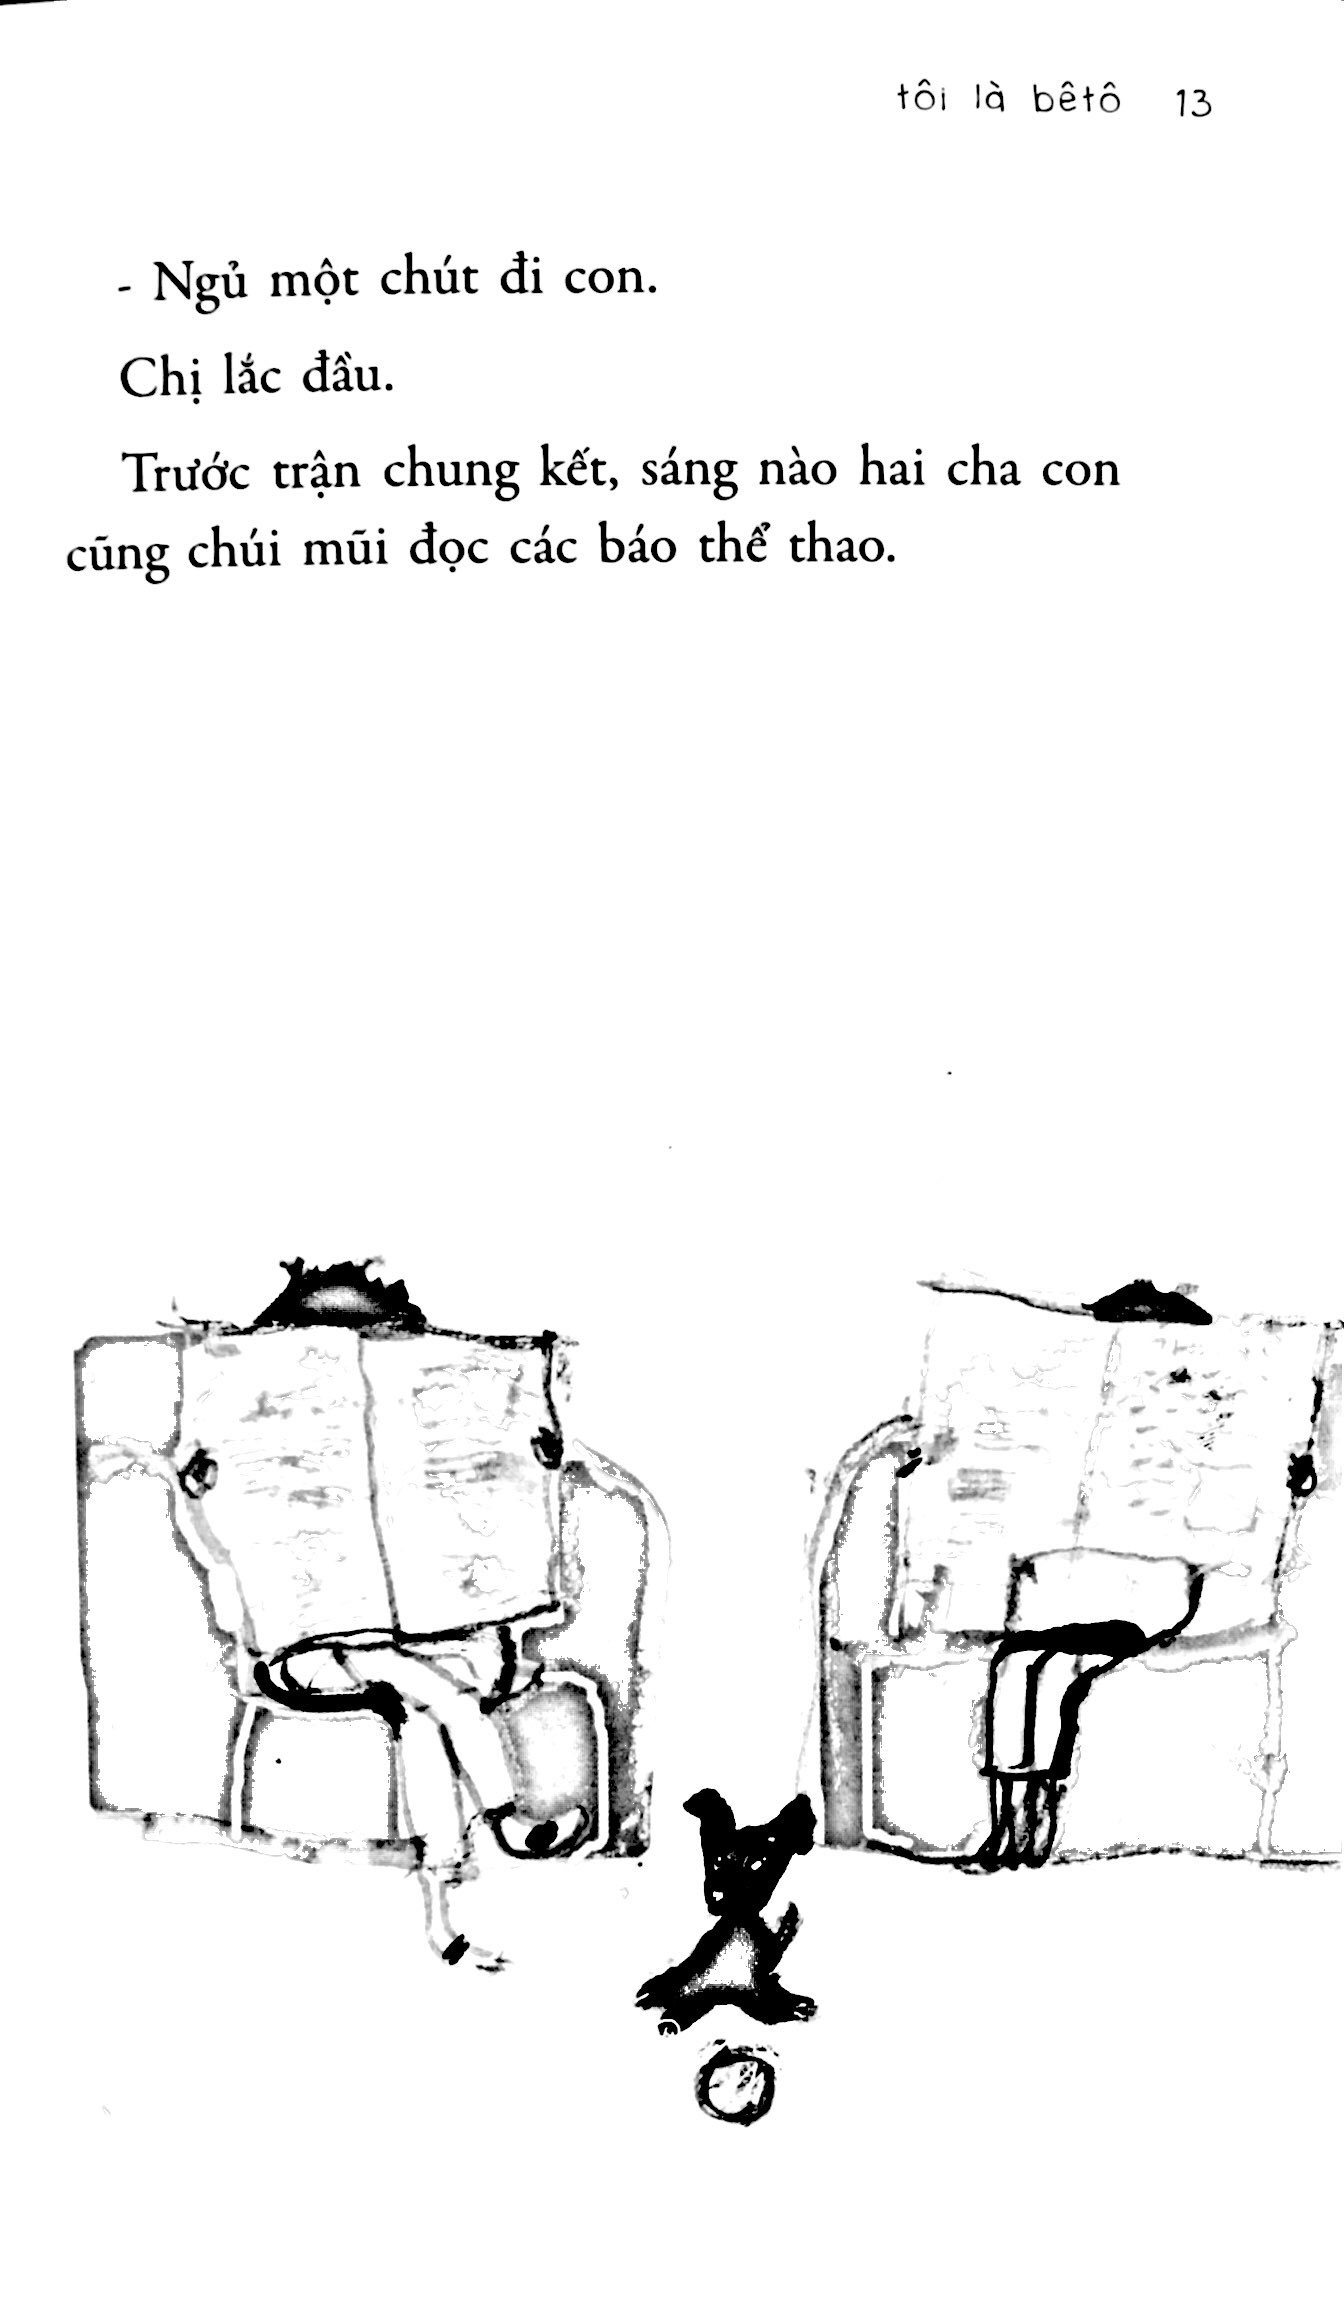 tôi là bêtô 13
- Ngủ một chút đi con.
Chị lắc đầu.
Trước trận chung kết, sáng nào hai cha con
cũng chúi mũi đọc các báo thể thao.